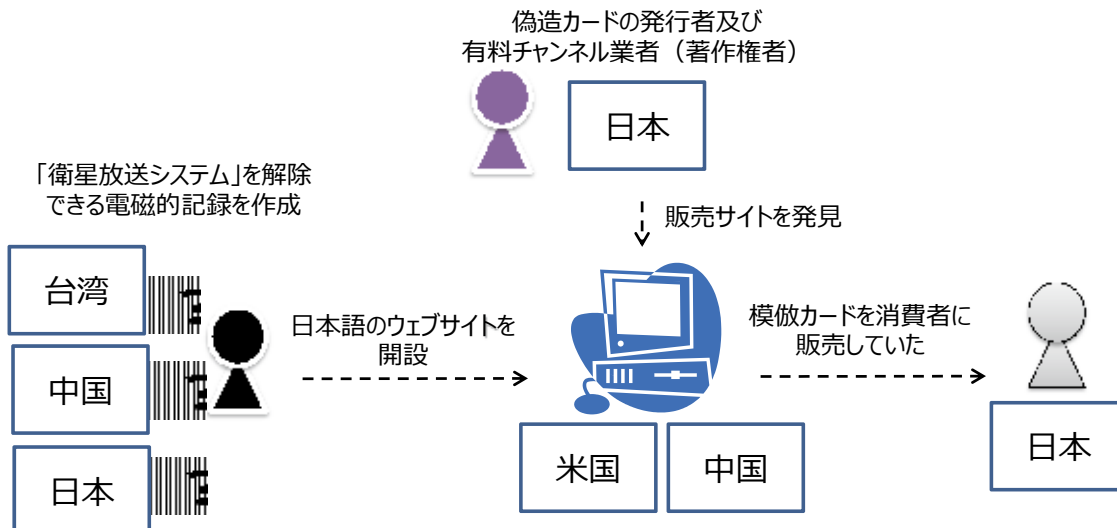 偽造カードの発行者及び
有料チャンネル業者（著作権者）
日本
「衛星放送システム」を解除
できる電磁的記録を作成
販売サイトを発見
台湾
中国
日本
日本語のウェブサイトを
開設
模倣カードを消費者に
販売していた
米国
中国
日本